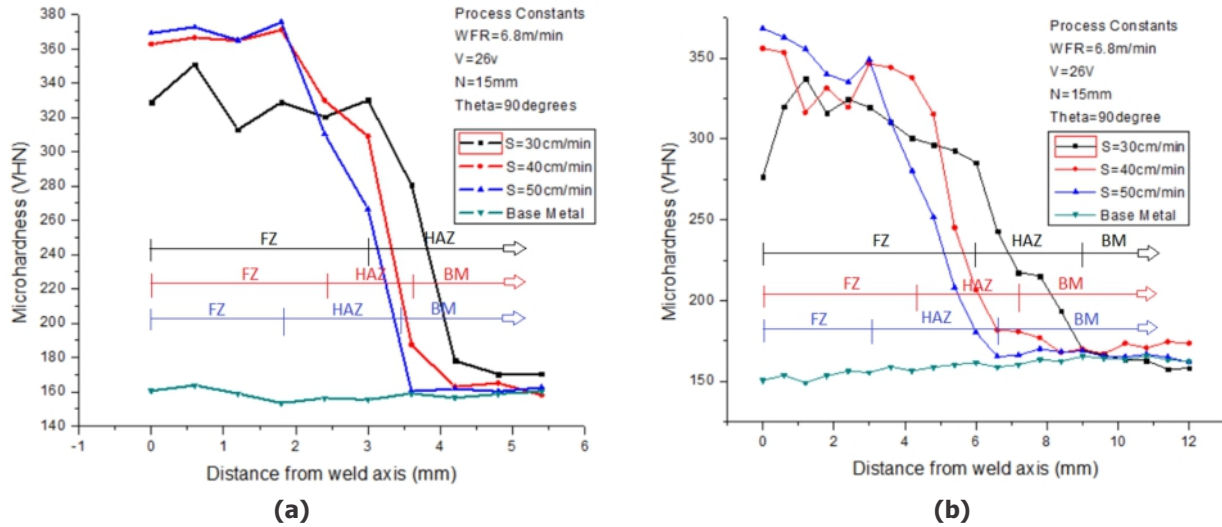 Process Constants
WFR=6.8m/min
V=26v
N=15mm
Theta=90degrees
S=30cm/min
S=40cm/min
S=50cm/min
Base Metal
FZ
HAZ
FZ
HAZ
BM
FZ
HAZ
BM
380
360
340
320
300
280
260
240
220
200
180
160
140
-1
0
1
2
3
4
5
6
Microhardness (VHN)
Distance from weld axis (mm)
(a)
Process Constants
WFR=6.8m/min
V=26V
N=15mm
Theta=90degree
S=30cm/min
S=40cm/min
S=50cm/min
Base Metal
FZ
HAZ
BM
FZ
HAZ
BM
FZ
HAZ
BM
350
300
250
200
150
0
2
4
6
8
10
12
Microhardness (VHN)
Distance from weld axis (mm)
(b)